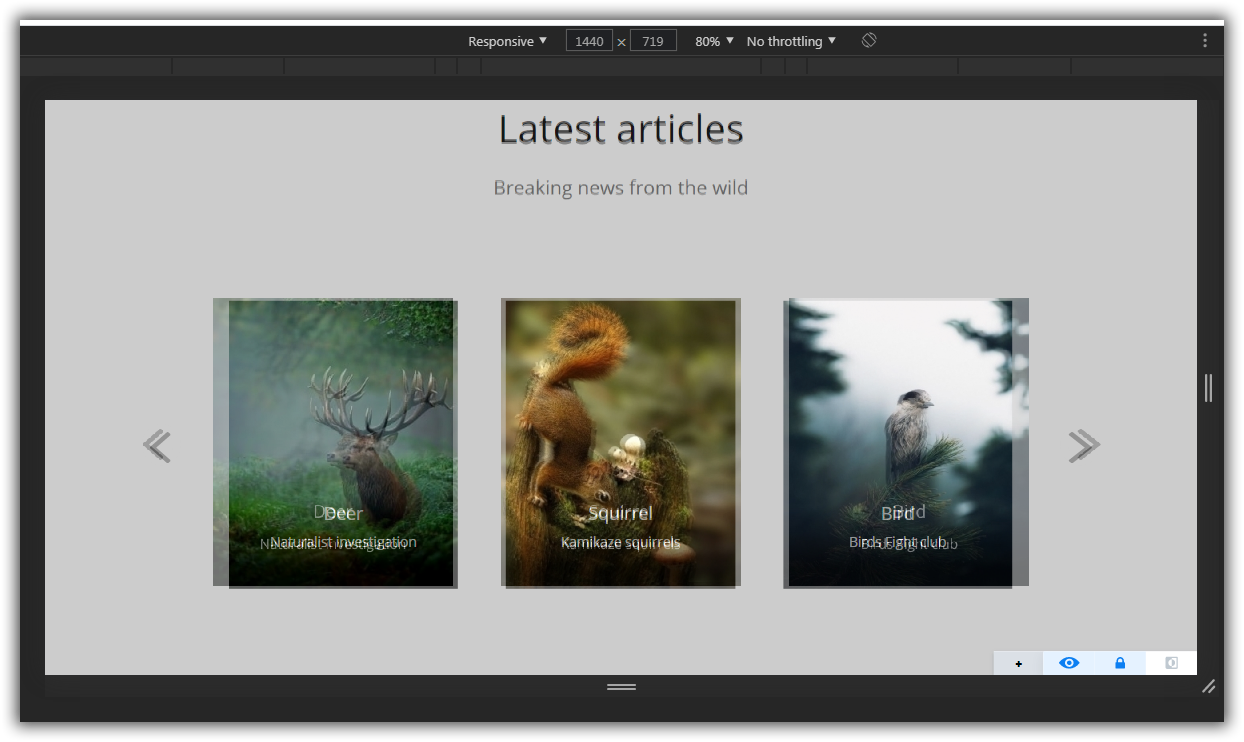 Responsive ▼ 1440 × 719 80% ▼ No throttling ▼
Latest articles
Breaking news from the wild
Deer
Naturalist investigation
Squirrel
Kamikaze squirrels
Bird
Birds Fight club
+